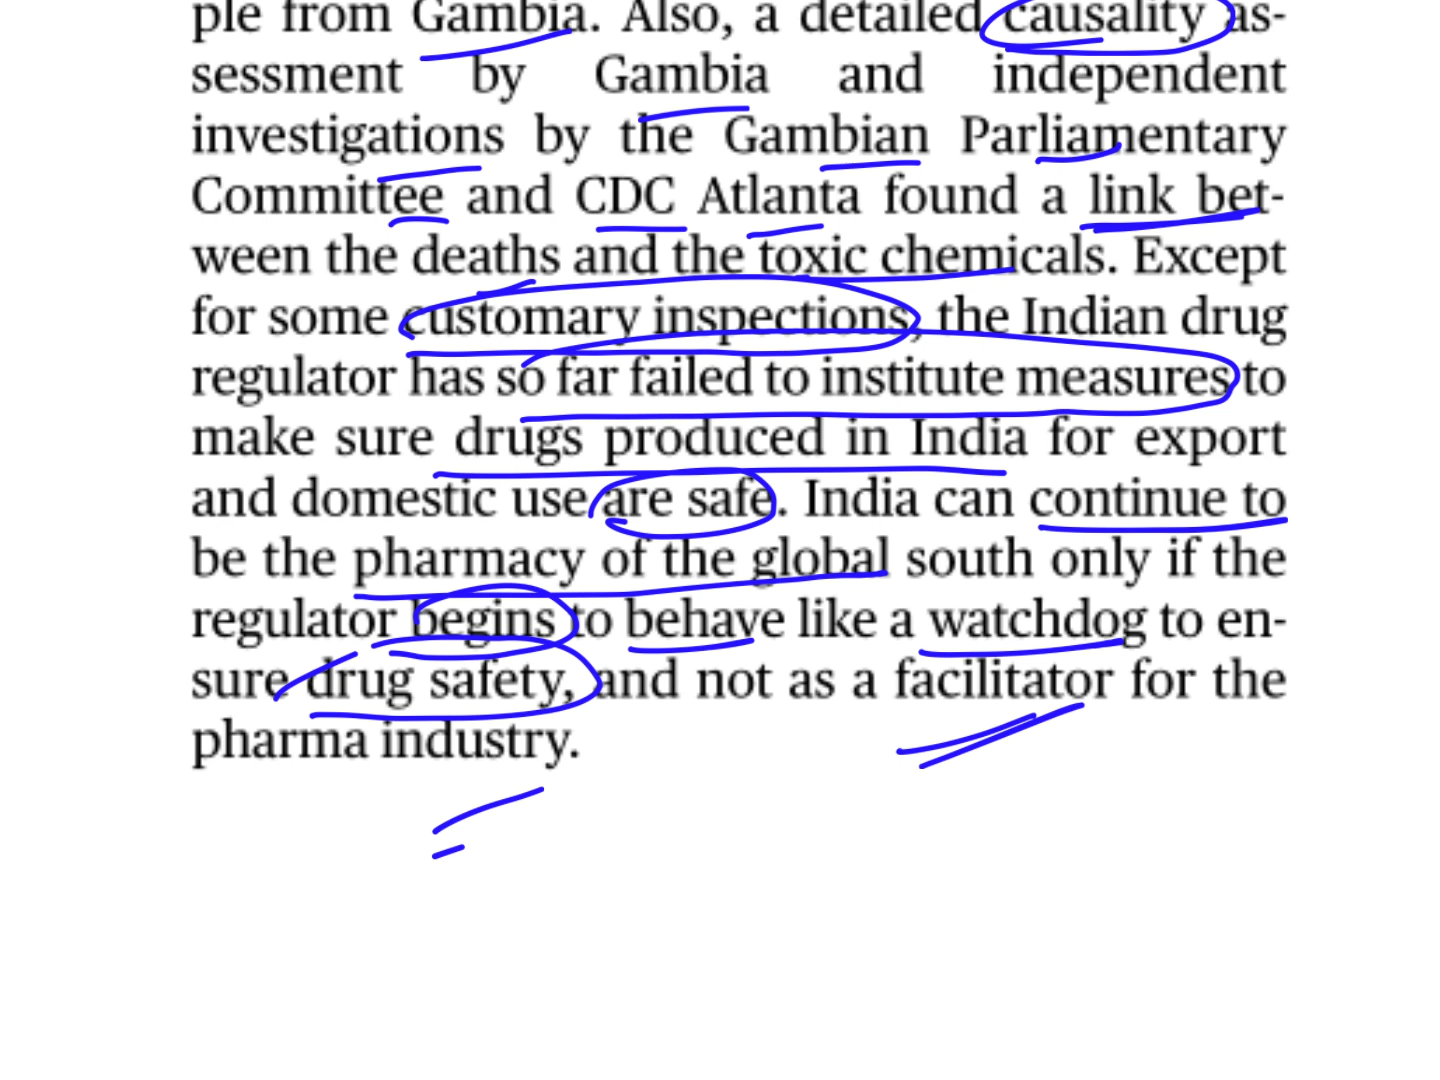 ple from Gambia. Also, a detailed causality as-
sessment by Gambia and independent
investigations by the Gambian Parliamentary
Committee and CDC Atlanta found a link bet-
ween the deaths and the toxic chemicals. Except
for some customary inspections, the Indian drug
regulator has so far failed to institute measures to
make sure drugs produced in India for export
and domestic use are safe. India can continue to
be the pharmacy of the global south only if the
regulator begins to behave like a watchdog to en-
sure drug safety, and not as a facilitator for the
pharma industry.